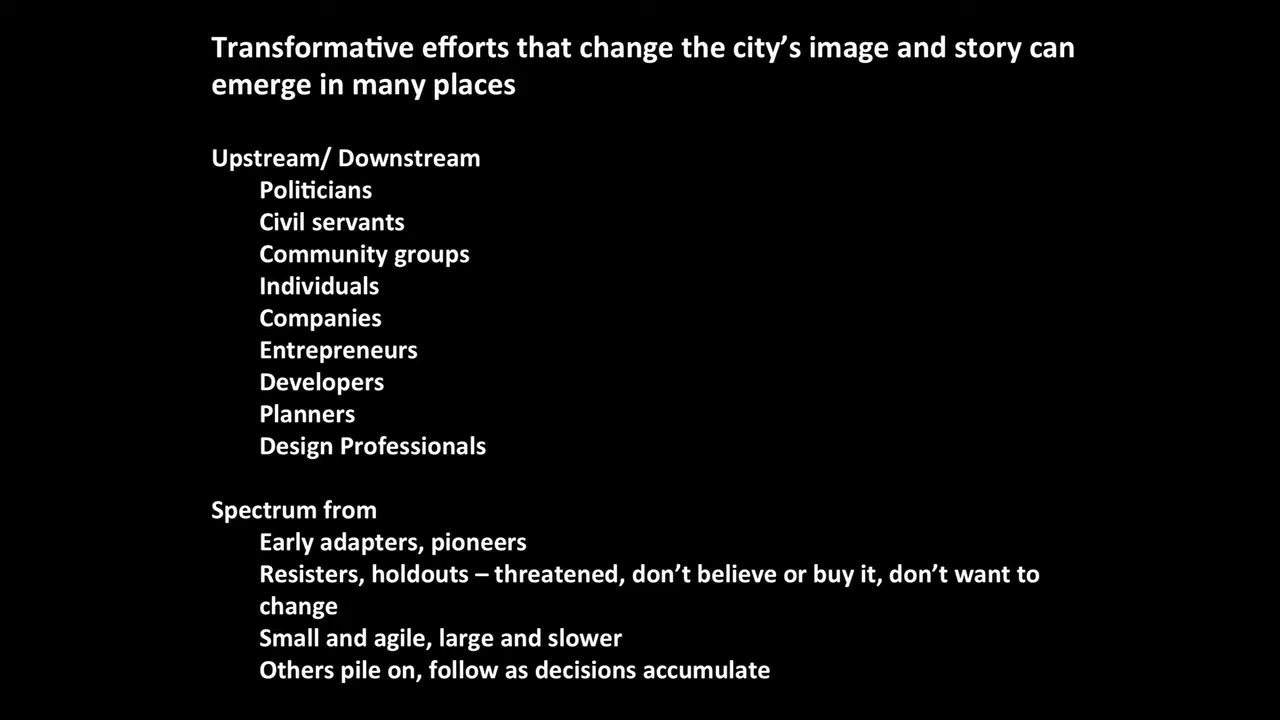 Transformative efforts that change the city's image and story can
emerge in many places
Upstream/ Downstream
Politicians
Civil servants
Community groups
Individuals
Companies
Entrepreneurs
Developers
Planners
Design Professionals
Spectrum from
Early adapters, pioneers
Resisters, holdouts – threatened, don't believe or buy it, don't want to
change
Small and agile, large and slower
Others pile on, follow as decisions accumulate